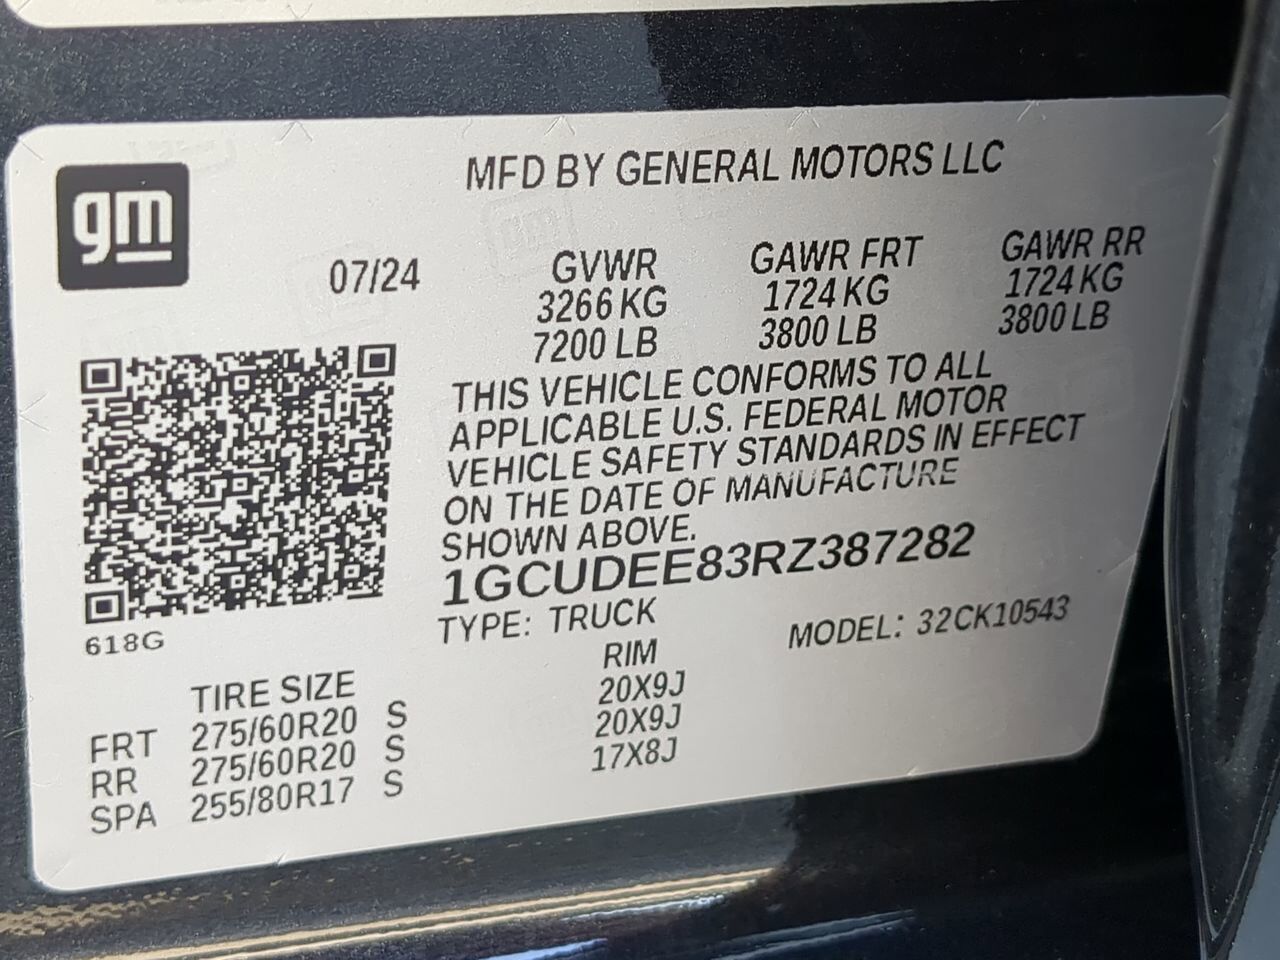 gm
MFD BY GENERAL MOTORS LLC
07/24
GVWR GAWR FRT GAWR RR
3266 KG 1724 KG 1724 KG
7200 LB 3800 LB 3800 LB
THIS VEHICLE CONFORMS TO ALL
APPLICABLE U.S. FEDERAL MOTOR
VEHICLE SAFETY STANDARDS IN EFFECT
ON THE DATE OF MANUFACTURE
SHOWN ABOVE.
1GCUDEE83RZ387282
TYPE: TRUCK MODEL: 32CK10543
618G
TIRE SIZE RIM
FRT 275/60R20 S 20X9J
RR 275/60R20 S 20X9J
SPA 255/80R17 S 17X8J